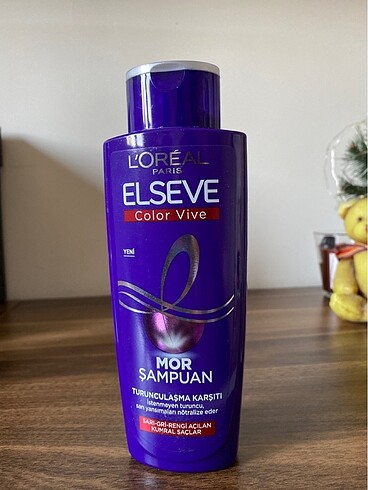 L'ORÉAL
PARIS
ELSEVE
Color Vive
YENİ
MOR
ŞAMPUAN
TURUNCULAŞMA KARŞITI
istenmeyen turuncu,
sarı yansımaları nötralize eder
SARI-GRİ-RENGİ AÇILAN
KUMRAL SAÇLAR